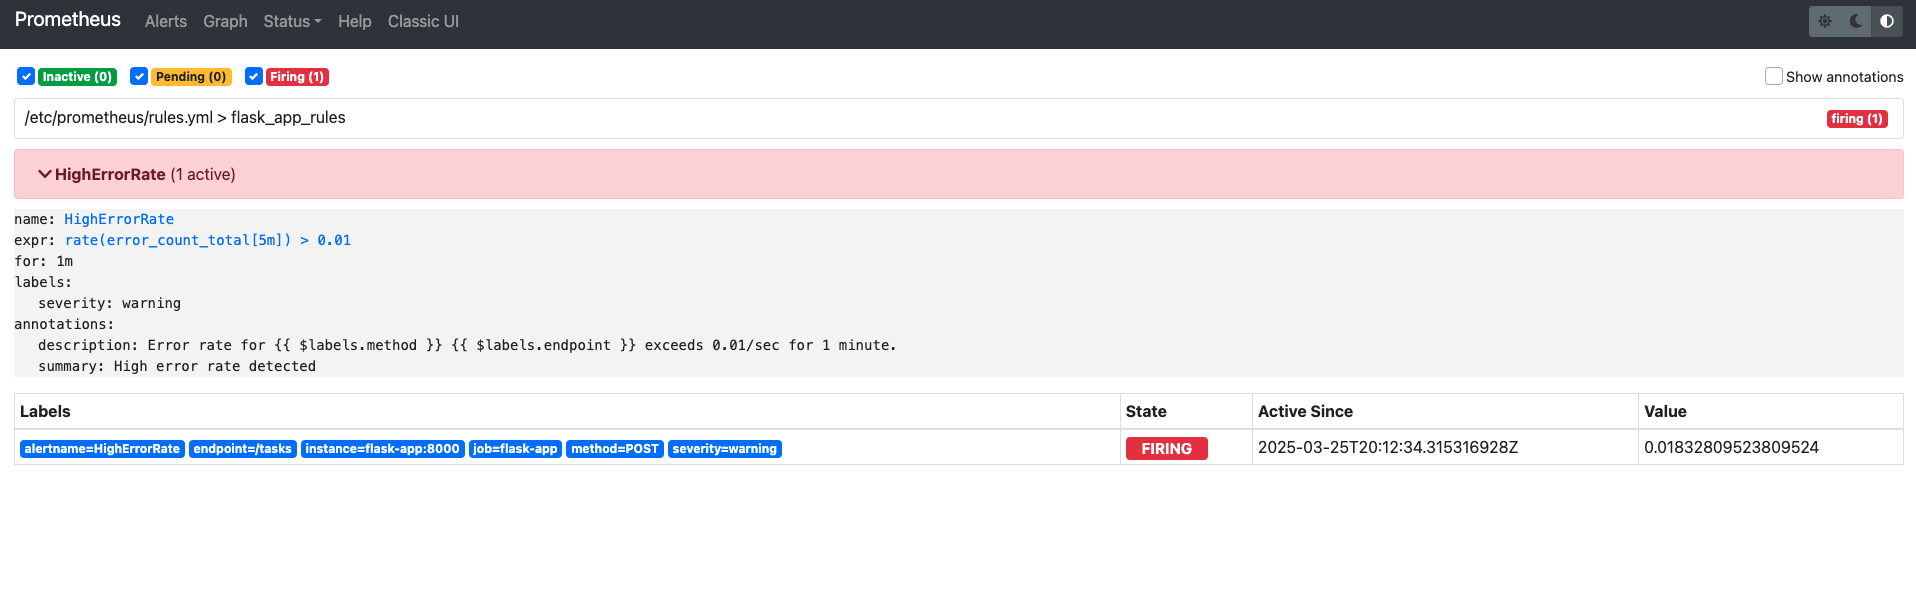 Prometheus Alerts Graph Status Help Classic UI
Inactive (0) Pending (0) Firing (1) Show annotations
/etc/prometheus/rules.yml > flask_app_rules firing (1)
HighErrorRate (1 active)
name: HighErrorRate
expr: rate(error_count_total[5m]) > 0.01
for: 1m
labels:
severity: warning
annotations:
description: Error rate for {{ $labels.method }} {{ $labels.endpoint }} exceeds 0.01/sec for 1 minute.
summary: High error rate detected
Labels State Active Since Value
alertname=HighErrorRate endpoint=/tasks instance=flask-app:8000 job=flask-app method=POST severity=warning FIRING 2025-03-25T20:12:34.315316928Z 0.01832809523809524